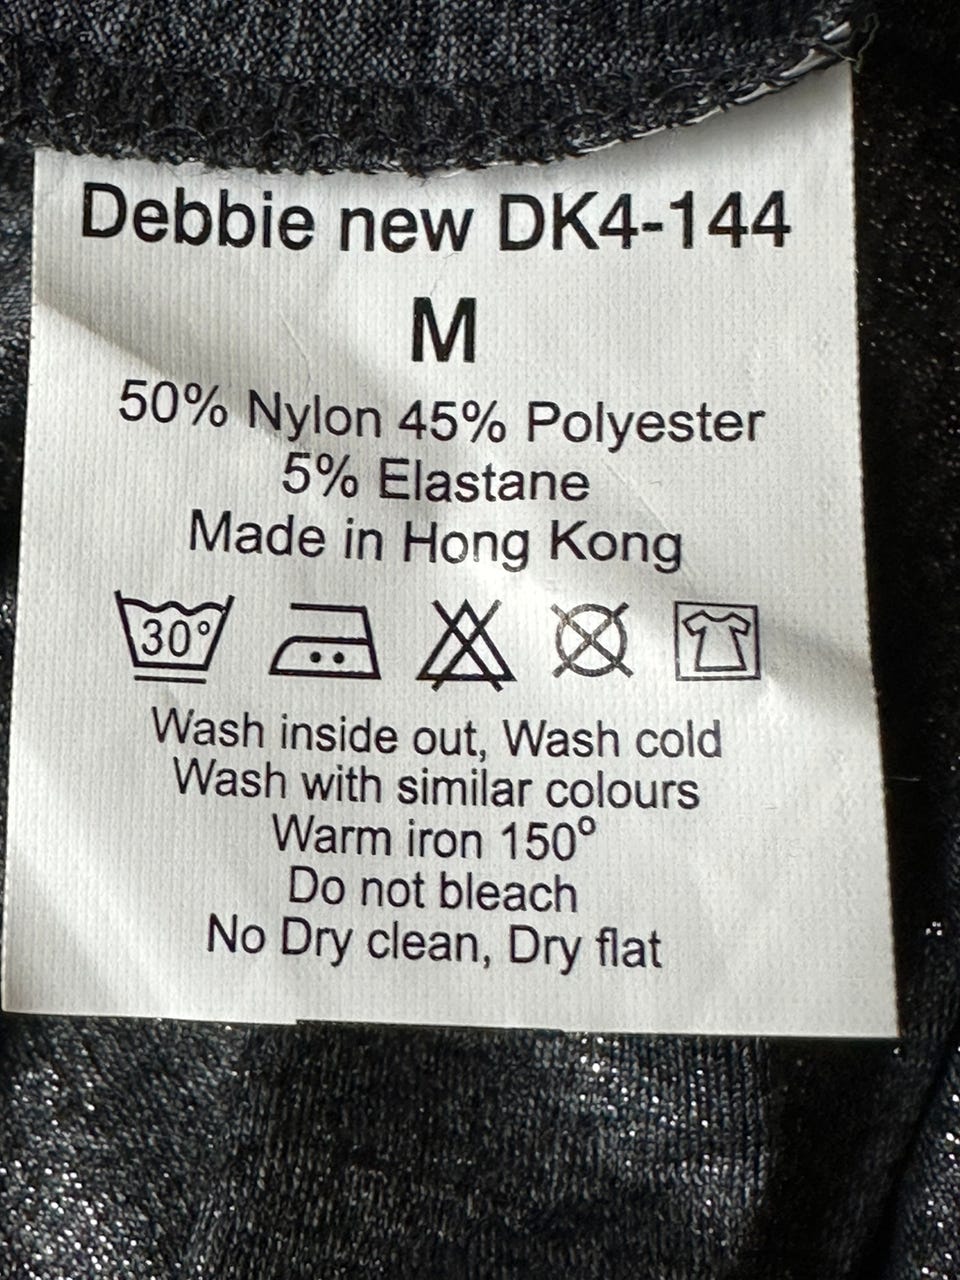 Debbie new DK4-144
M
50% Nylon 45% Polyester
5% Elastane
Made in Hong Kong
30°
Wash inside out, Wash cold
Wash with similar colours
Warm iron 150º
Do not bleach
No Dry clean, Dry flat